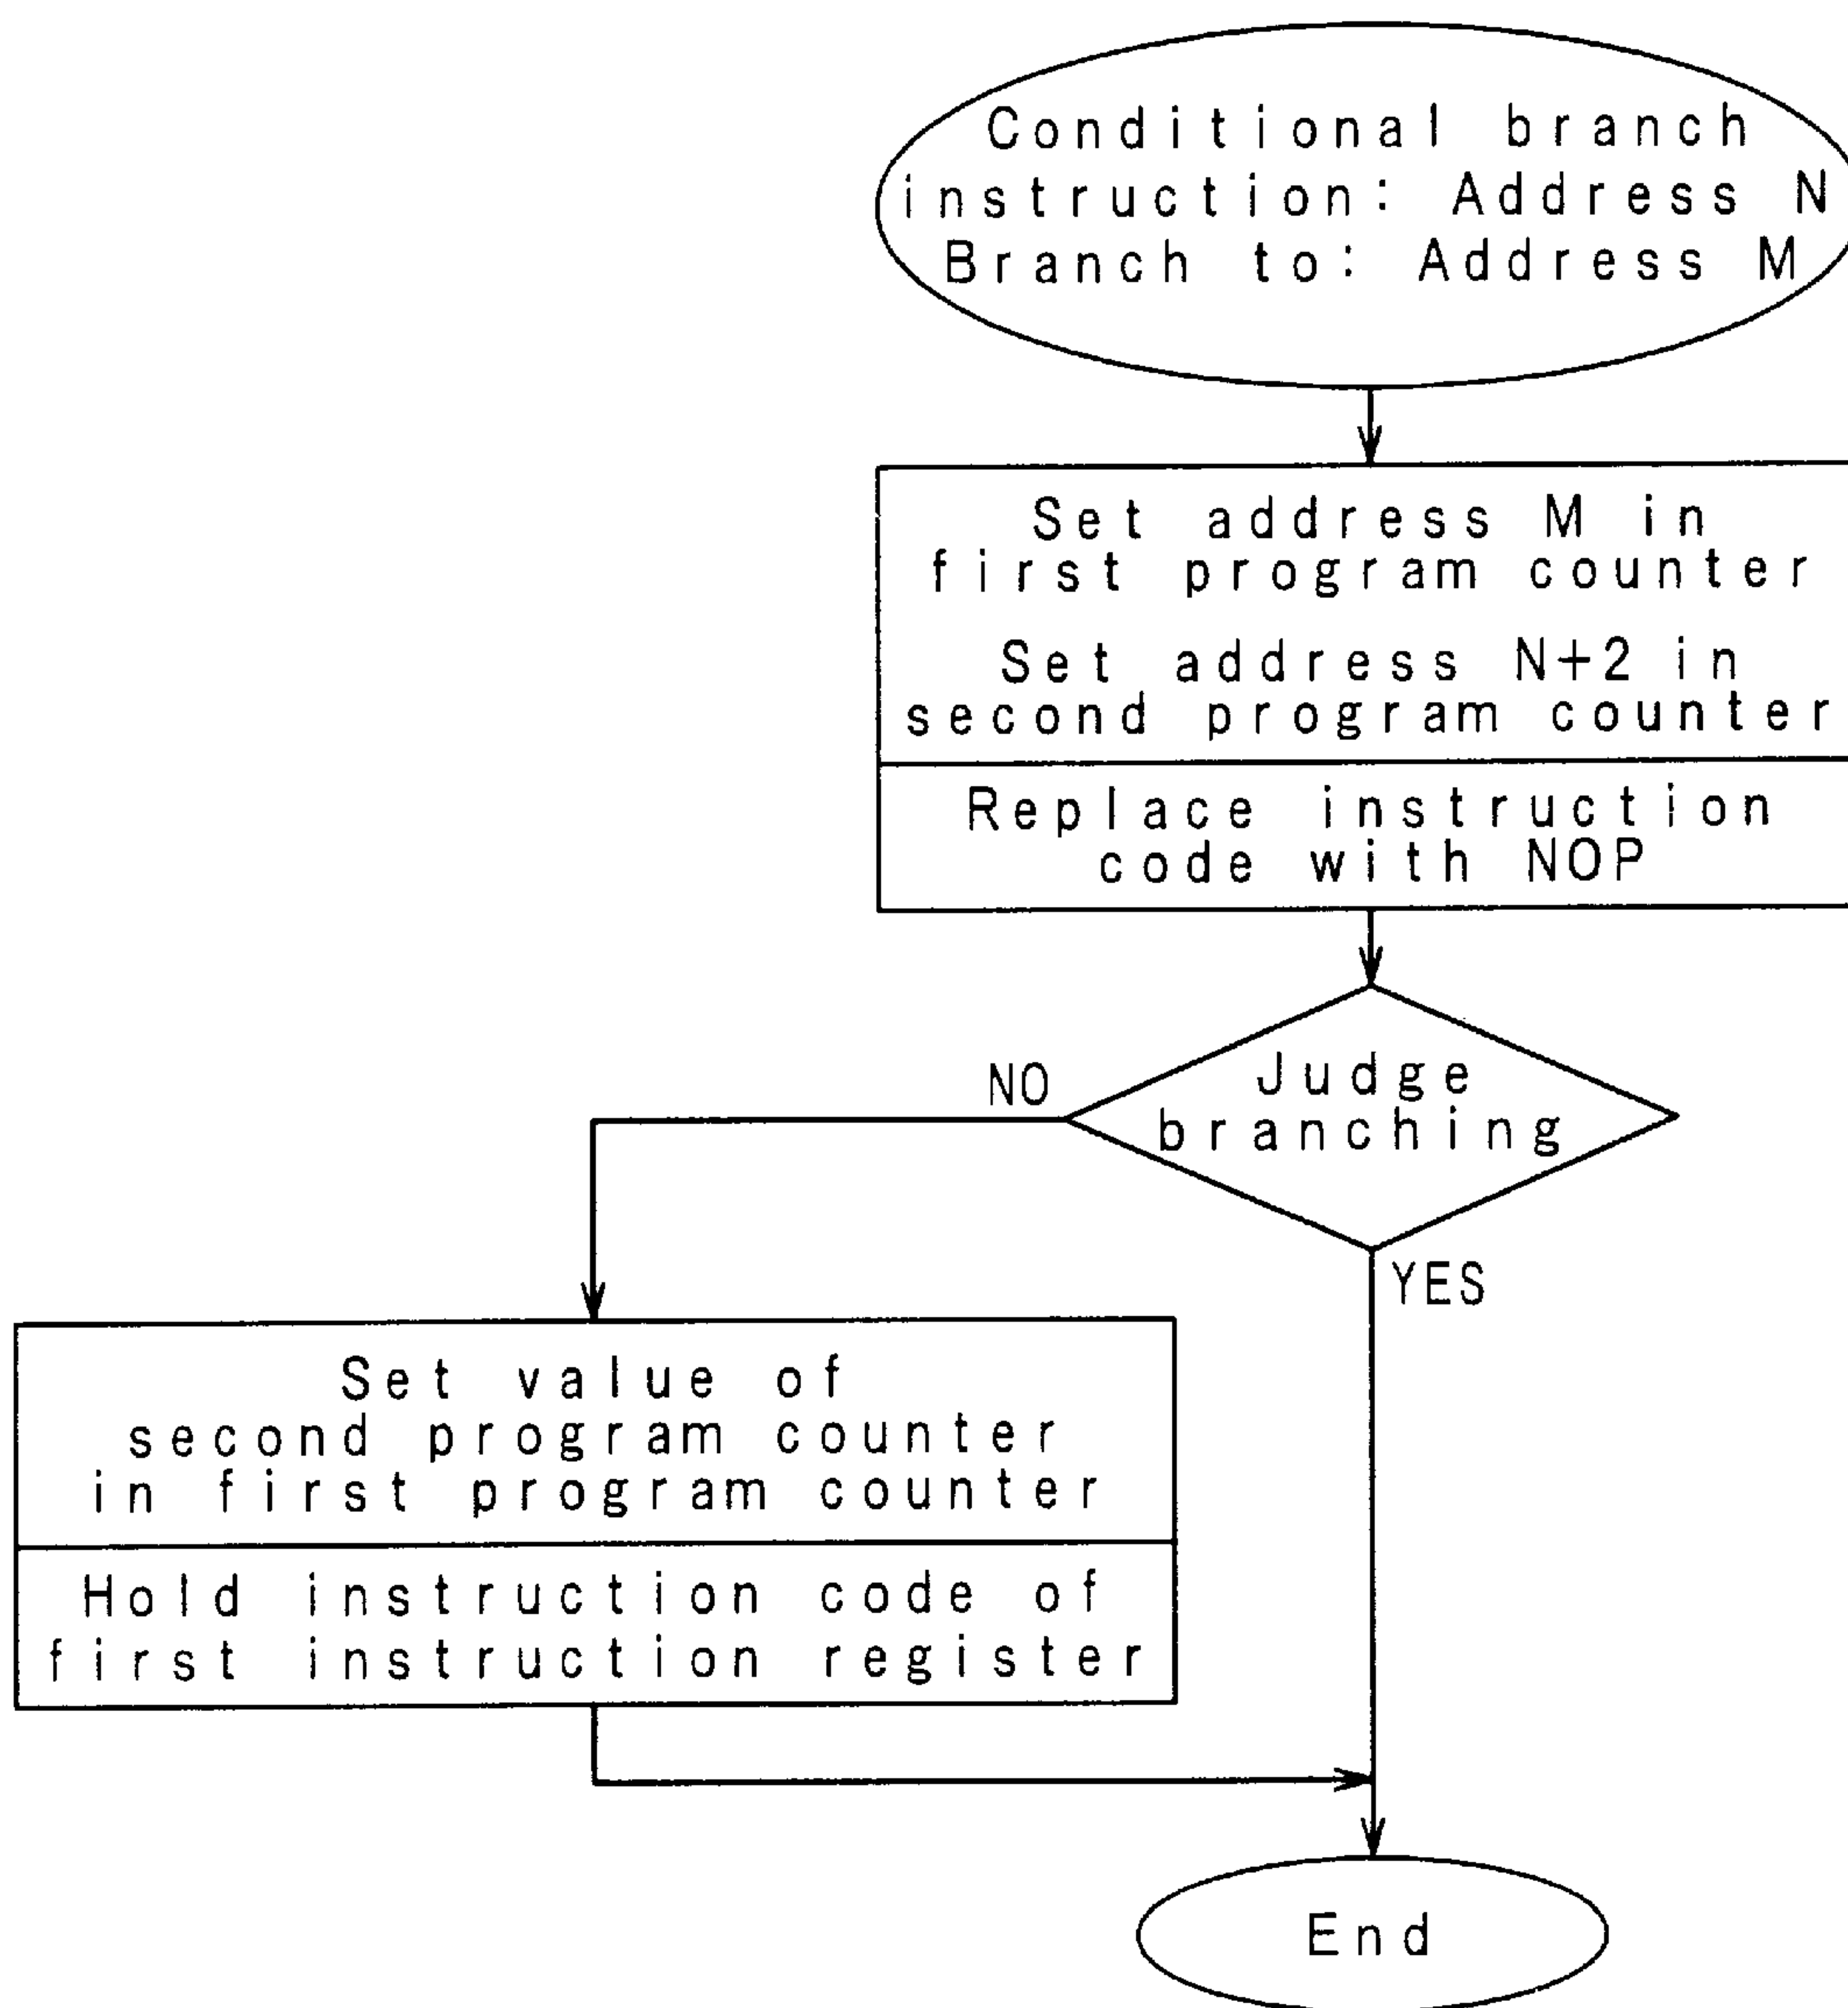 Conditional branch
instruction: Address N
Branch to: Address M
Set address M in
first program counter
Set address N+2 in
second program counter
Replace instruction
code with NOP
Judge
branching
NO
YES
Set value of
second program counter
in first program counter
Hold instruction code of
first instruction register
End